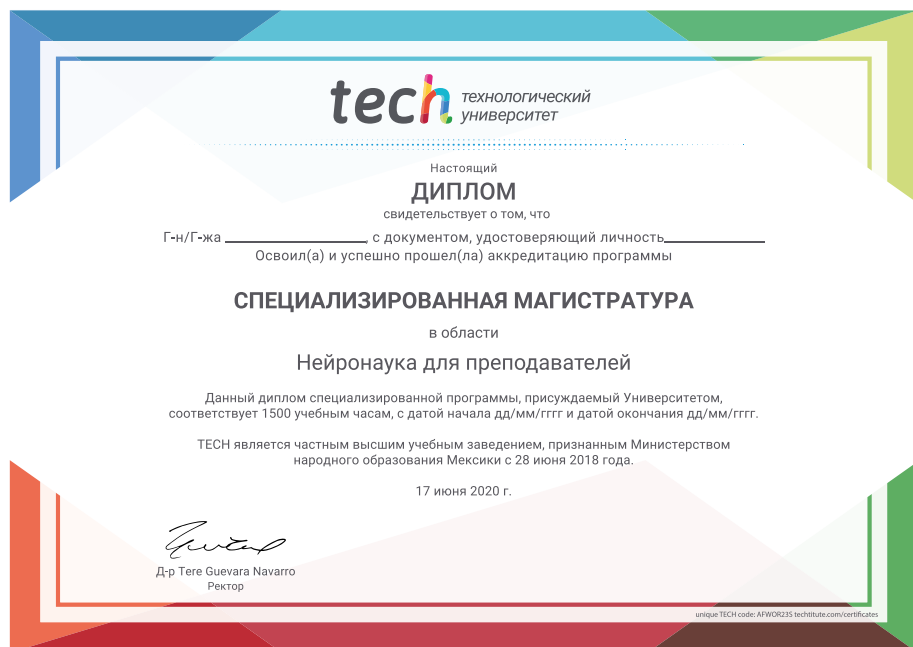 tech технологический
университет
Настоящий
ДИПЛОМ
свидетельствует о том, что
Г-н/Г-жа ____________, с документом, удостоверяющий личность____________
Освоил(а) и успешно прошел(ла) аккредитацию программы
СПЕЦИАЛИЗИРОВАННАЯ МАГИСТРАТУРА
в области
Нейронаука для преподавателей
Данный диплом специализированной программы, присуждаемый Университетом,
соответствует 1500 учебным часам, с датой начала дд/мм/гггг и датой окончания дд/мм/гггг.
TECH является частным высшим учебным заведением, признанным Министерством
народного образования Мексики с 28 июня 2018 года.
17 июня 2020 г.
Д-р Tere Guevara Navarro
Ректор
unique TECH code: AFWOR23S techtitute.com/certificates